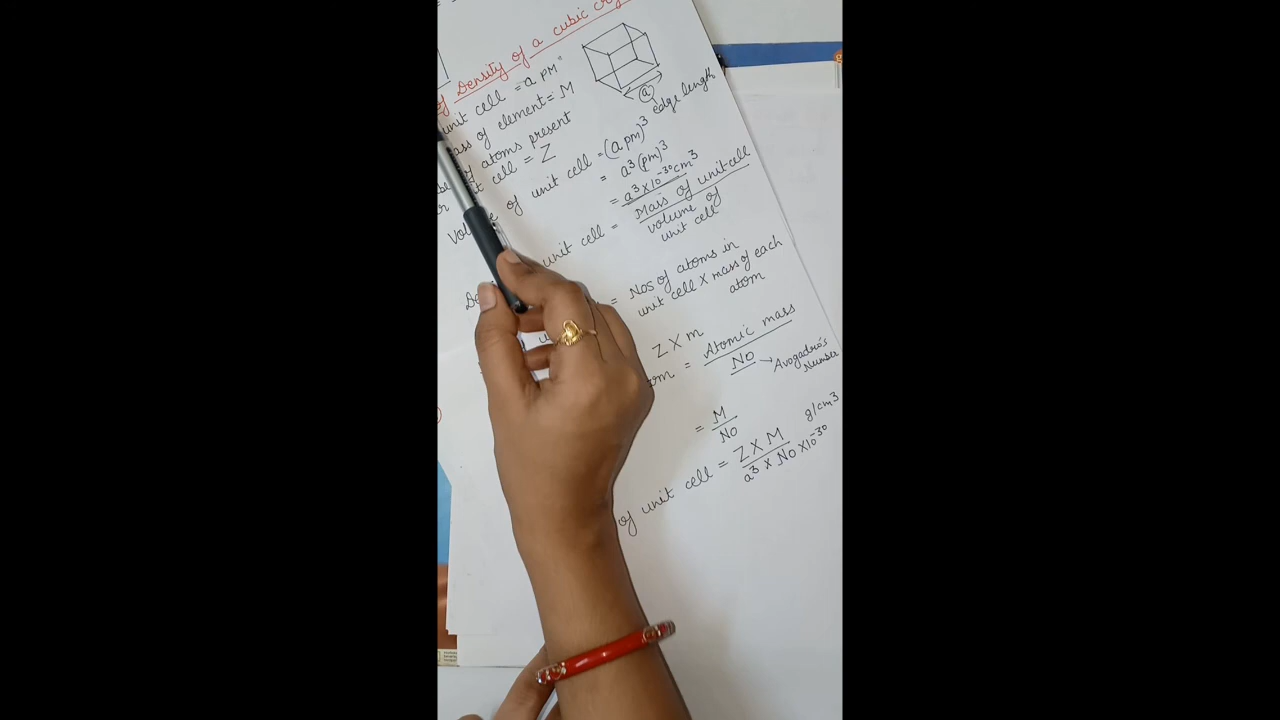 of Density of a cubic
unit cell = a pm
a
edge length
mass of element = M
of atoms present
unit cell = Z
Volume of unit cell = (a pm)³
= a³ (pm)³
= a³ x 10⁻³⁰ cm³
unit cell = Mass of unit cell
volume of
unit cell
= Nos of atoms in
unit cell X mass of each
atom
Z X m
= Atomic mass
No → Avogadro's
Number
= M
No
of unit cell = Z X M g/cm³
a³ x No x 10⁻³⁰